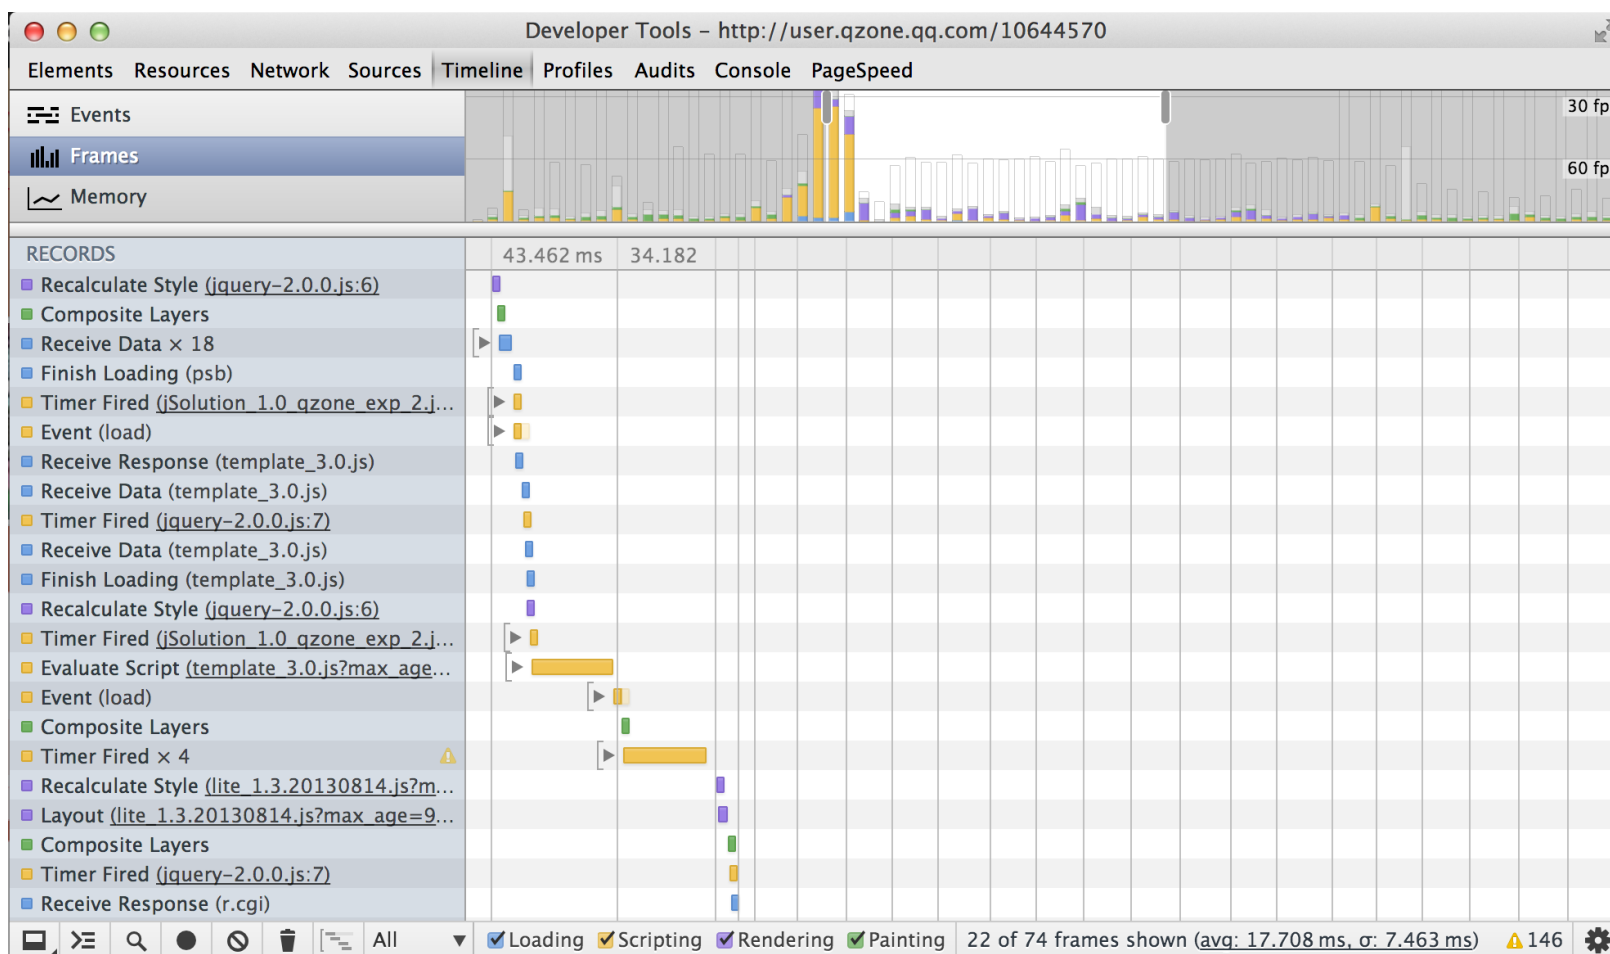 Developer Tools – http://user.qzone.qq.com/10644570
Elements Resources Network Sources Timeline Profiles Audits Console PageSpeed
Events
30 fp
Frames
60 fp
Memory
RECORDS 43.462 ms 34.182
Recalculate Style (jquery-2.0.0.js:6)
Composite Layers
Receive Data × 18
Finish Loading (psb)
Timer Fired (jSolution_1.0_qzone_exp_2.j...
Event (load)
Receive Response (template_3.0.js)
Receive Data (template_3.0.js)
Timer Fired (jquery-2.0.0.js:7)
Receive Data (template_3.0.js)
Finish Loading (template_3.0.js)
Recalculate Style (jquery-2.0.0.js:6)
Timer Fired (jSolution_1.0_qzone_exp_2.j...
Evaluate Script (template_3.0.js?max_age...
Event (load)
Composite Layers
Timer Fired × 4
Recalculate Style (lite_1.3.20130814.js?m...
Layout (lite_1.3.20130814.js?max_age=9...
Composite Layers
Timer Fired (jquery-2.0.0.js:7)
Receive Response (r.cgi)
All Loading Scripting Rendering Painting 22 of 74 frames shown (avg: 17.708 ms, σ: 7.463 ms) 146